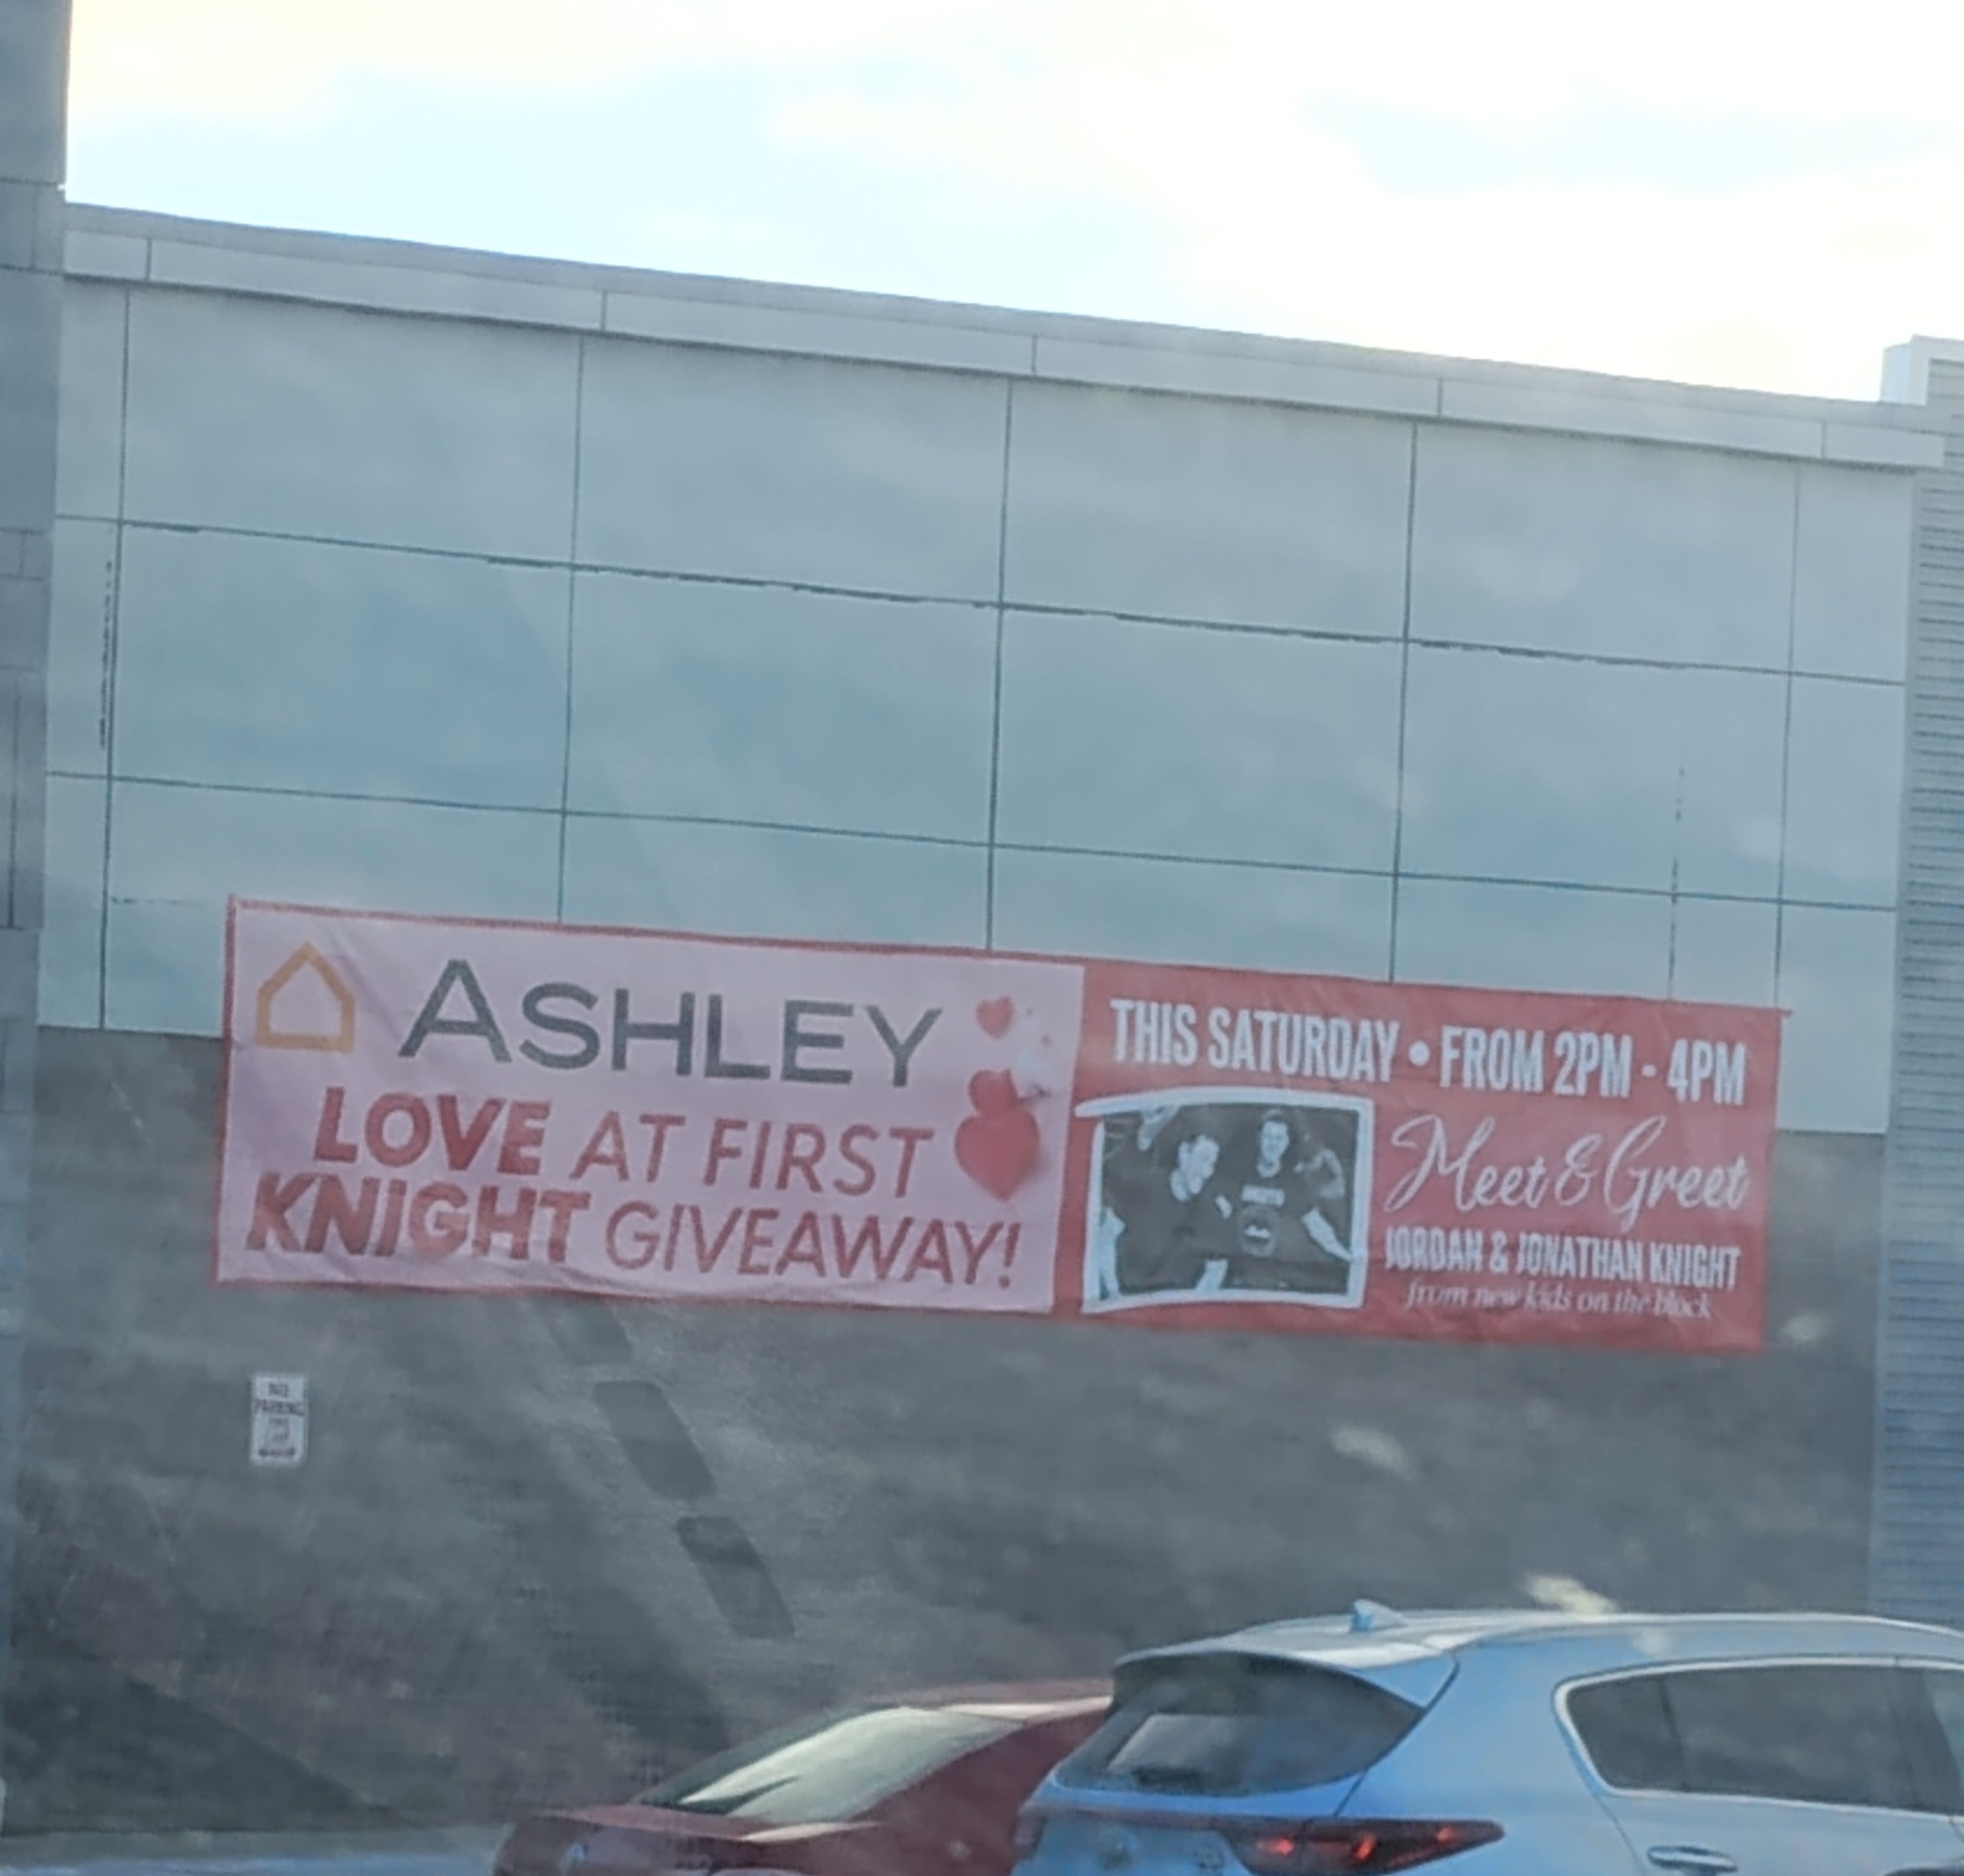 ASHLEY
LOVE AT FIRST
KNIGHT GIVEAWAY!
THIS SATURDAY • FROM 2PM - 4PM
Meet & Greet
JORDAN & JONATHAN KNIGHT
from new kids on the block
NO
PARKING